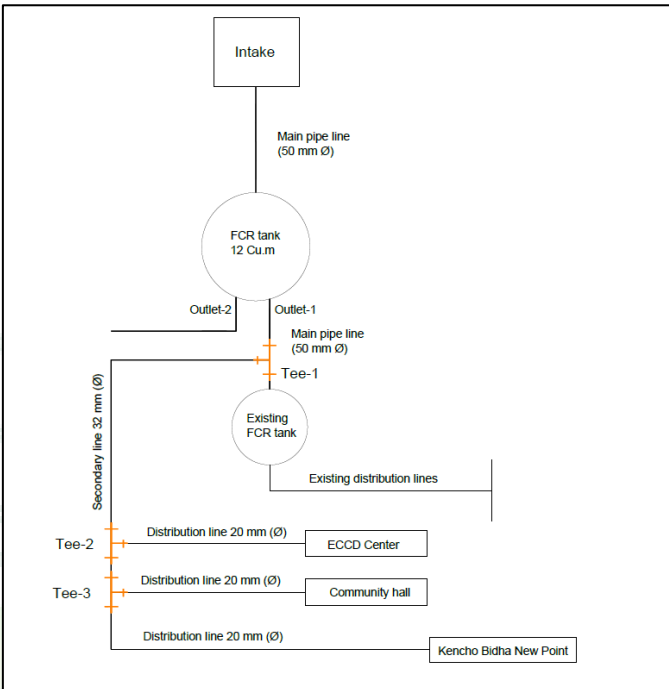 Intake
Main pipe line
(50 mm Ø)
FCR tank
12 Cu.m
Outlet-2
Outlet-1
Main pipe line
(50 mm Ø)
Tee-1
Secondary line 32 mm (Ø)
Existing
FCR tank
Existing distribution lines
Tee-2
Distribution line 20 mm (Ø)
ECCD Center
Tee-3
Distribution line 20 mm (Ø)
Community hall
Distribution line 20 mm (Ø)
Kencho Bidha New Point